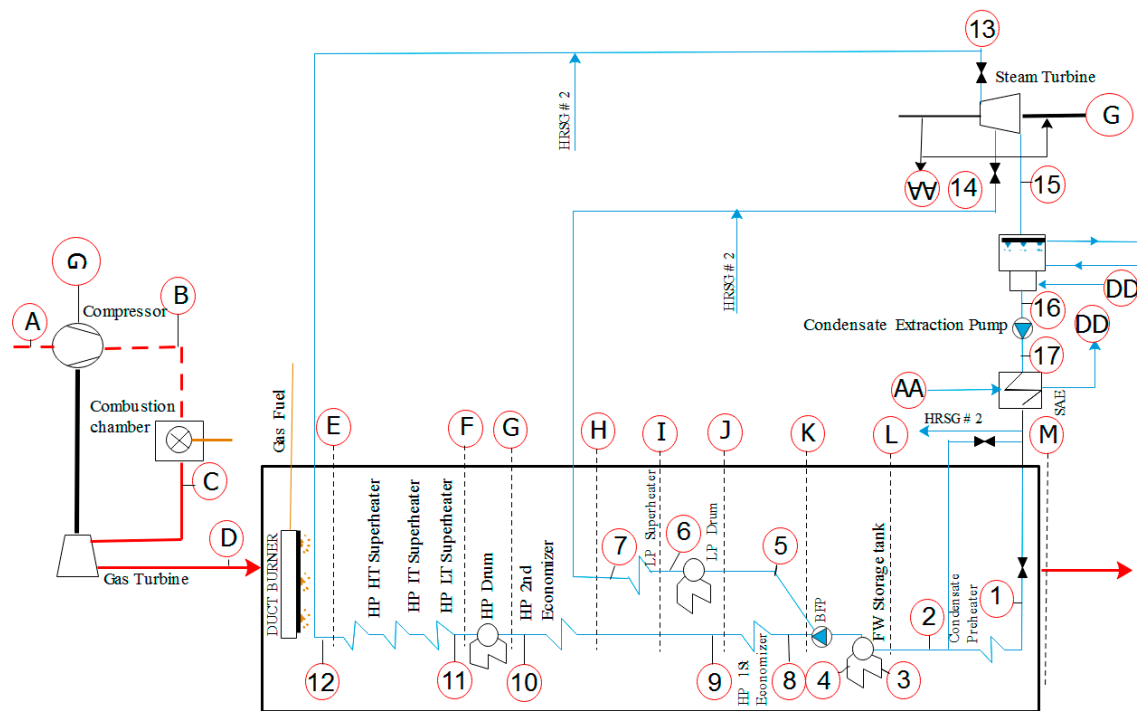 13
Steam Turbine
G
HRSG # 2
AA
14
15
G
Compressor
B
A
HRSG # 2
DD
16
Condensate Extraction Pump
DD
17
AA
SAE
Combustion
chamber
Gas Fuel
C
E
F
G
H
I
J
K
L
HRSG # 2
M
D
Gas Turbine
DUCT BURNER
HP HT Superheater
HP IT Superheater
HP LT Superheater
HP Drum
HP 2nd
Economizer
LP Superheater
LP Drum
7
6
5
BFP
FW Storage tank
Condensate
Preheater
1
2
12
11
10
9
HP 1St
Economizer
8
4
3